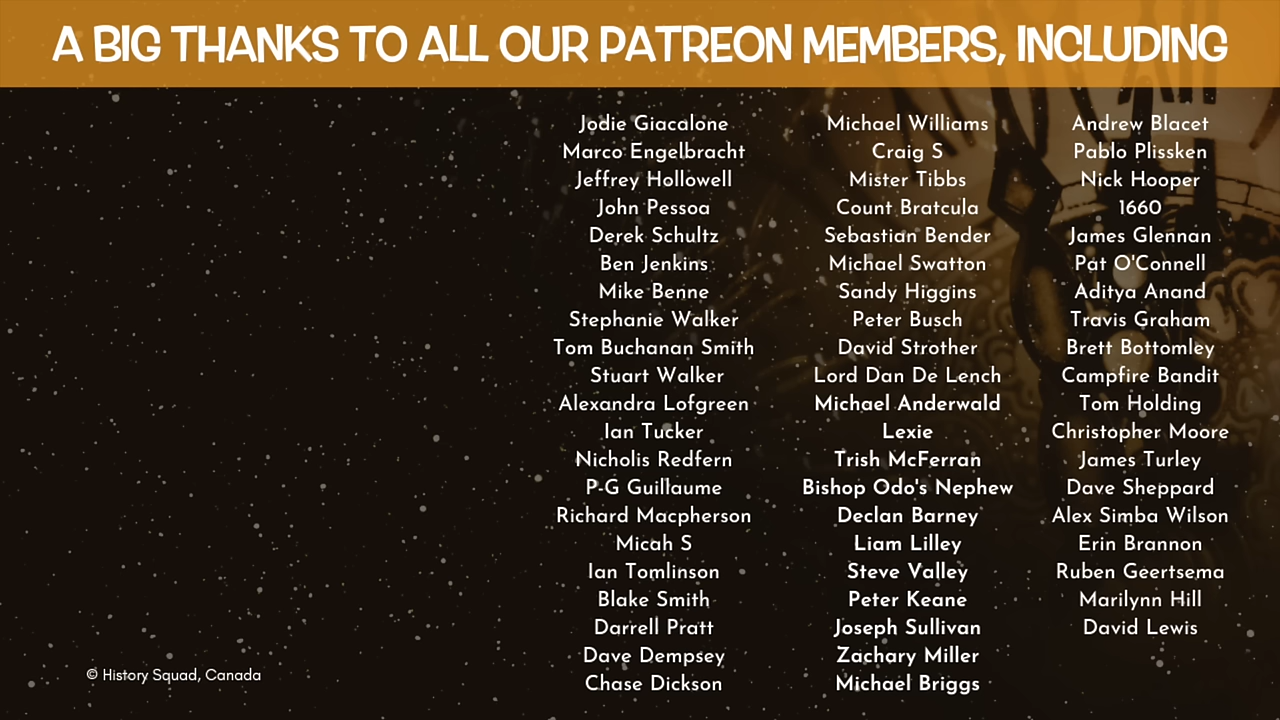 A BIG THANKS TO ALL OUR PATREON MEMBERS, INCLUDING
Jodie Giacalone
Marco Engelbracht
Jeffrey Hollowell
John Pessoa
Derek Schultz
Ben Jenkins
Mike Benne
Stephanie Walker
Tom Buchanan Smith
Stuart Walker
Alexandra Lofgreen
Ian Tucker
Nicholis Redfern
P-G Guillaume
Richard Macpherson
Micah S
Ian Tomlinson
Blake Smith
Darrell Pratt
Dave Dempsey
Chase Dickson
Michael Williams
Craig S
Mister Tibbs
Count Bratcula
Sebastian Bender
Michael Swatton
Sandy Higgins
Peter Busch
David Strother
Lord Dan De Lench
Michael Anderwald
Lexie
Trish McFerran
Bishop Odo's Nephew
Declan Barney
Liam Lilley
Steve Valley
Peter Keane
Joseph Sullivan
Zachary Miller
Michael Briggs
Andrew Blacet
Pablo Plissken
Nick Hooper
1660
James Glennan
Pat O'Connell
Aditya Anand
Travis Graham
Brett Bottomley
Campfire Bandit
Tom Holding
Christopher Moore
James Turley
Dave Sheppard
Alex Simba Wilson
Erin Brannon
Ruben Geertsema
Marilynn Hill
David Lewis
© History Squad, Canada